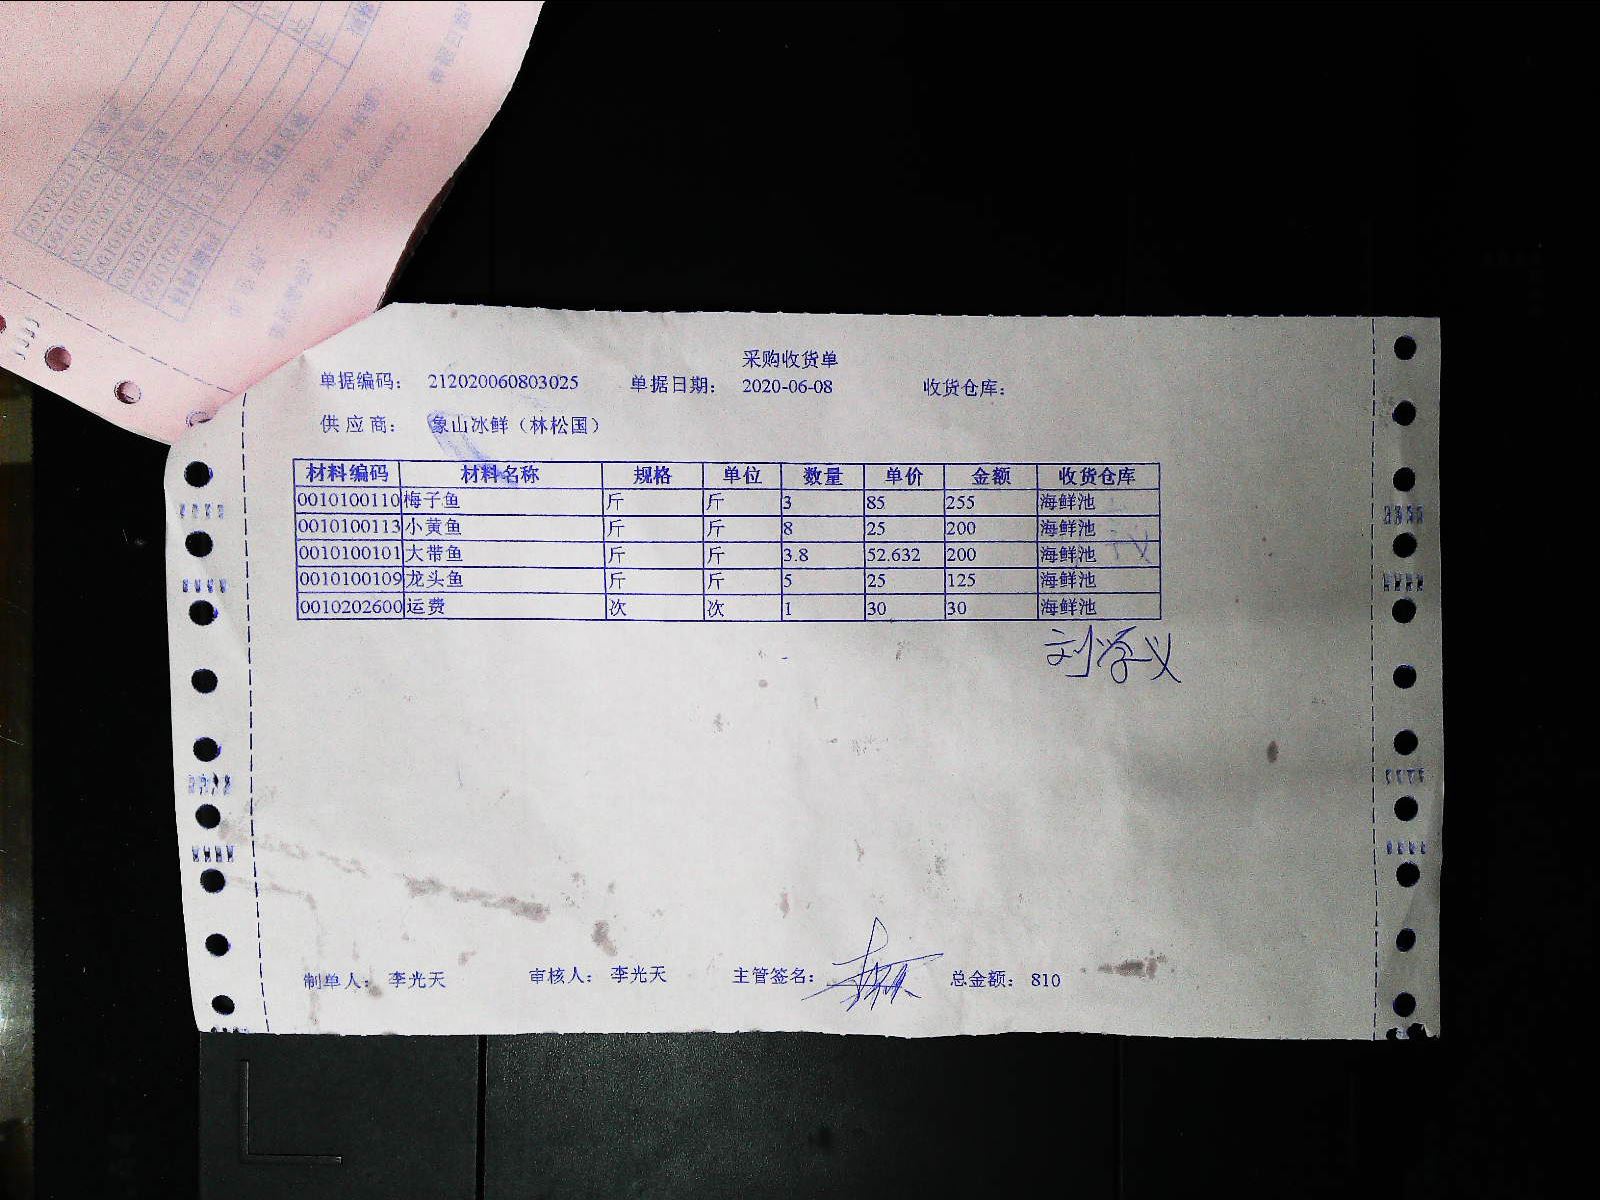 采购收货单
单据编码: 212020060803025 单据日期: 2020-06-08 收货仓库:
供应商: 象山冰鲜（林松国）
材料编码 材料名称 规格 单位 数量 单价 金额 收货仓库
0010100110 梅子鱼 斤 斤 3 85 255 海鲜池
0010100113 小黄鱼 斤 斤 8 25 200 海鲜池
0010100101 大带鱼 斤 斤 3.8 52.632 200 海鲜池
0010100109 龙头鱼 斤 斤 5 25 125 海鲜池
0010202600 运费 次 次 1 30 30 海鲜池
刘学义
制单人: 李光天 审核人: 李光天 主管签名: 总金额: 810